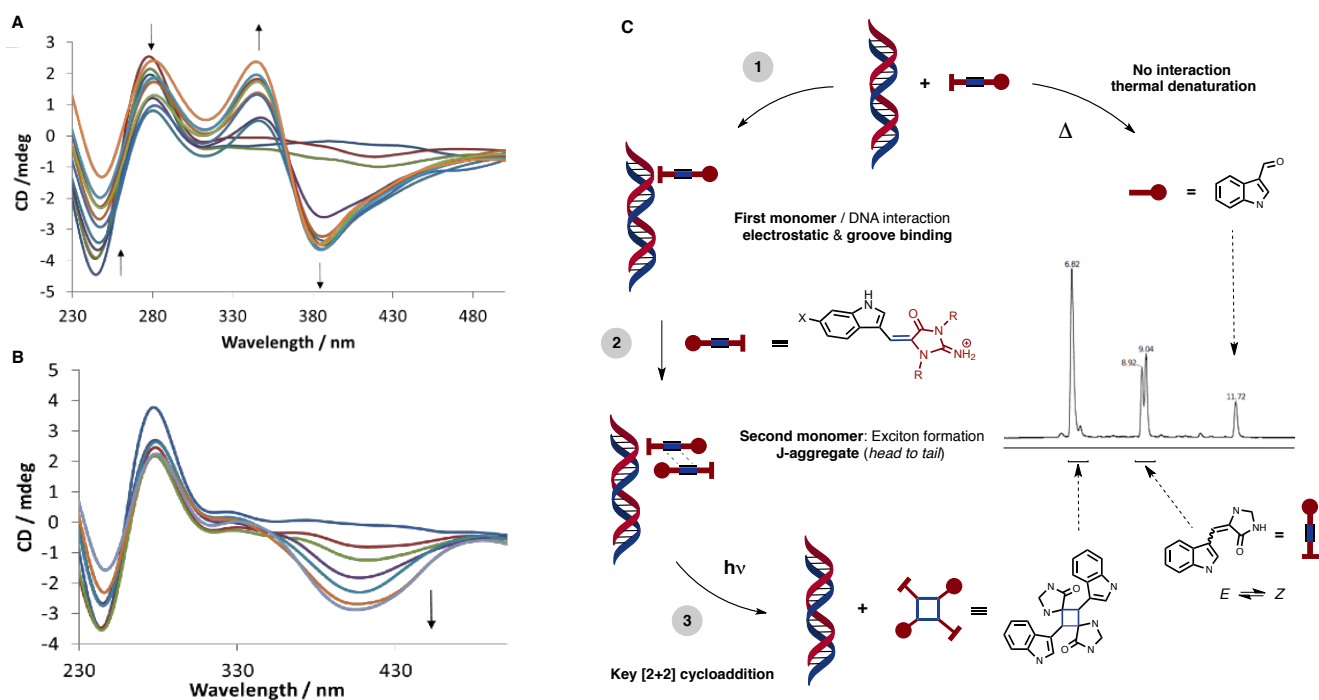 A
3
2
1
0
-1
-2
-3
-4
-5
CD /mdeg
230 280 330 380 430 480
Wavelength / nm
B
5
4
3
2
1
0
-1
-2
-3
-4
CD / mdeg
230 330 430
Wavelength / nm
C
1
+
No interaction
thermal denaturation
Δ
First monomer / DNA interaction
electrostatic & groove binding
=
O
N
2
=
H
N
X
O
N
R
N
R
NH2
⊕
6.82
8.92
9.04
11.72
Second monomer: Exciton formation
J-aggregate (head to tail)
hν
3
Key [2+2] cycloaddition
+
≡
N
O
N
N
N
N
O
N
N
N
NH
O
N
=
E ⇌ Z